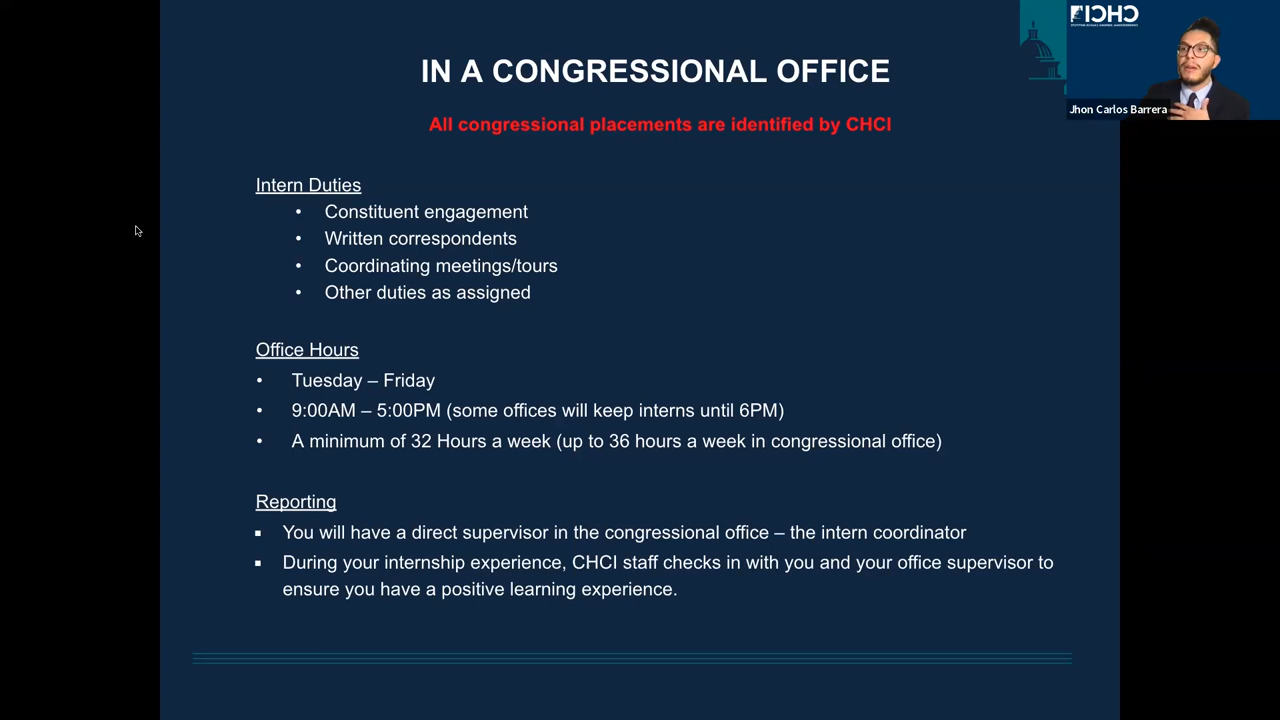 IN A CONGRESSIONAL OFFICE
All congressional placements are identified by CHCI
Intern Duties
• Constituent engagement
• Written correspondents
• Coordinating meetings/tours
• Other duties as assigned
Office Hours
• Tuesday – Friday
• 9:00AM – 5:00PM (some offices will keep interns until 6PM)
• A minimum of 32 Hours a week (up to 36 hours a week in congressional office)
Reporting
▪ You will have a direct supervisor in the congressional office – the intern coordinator
▪ During your internship experience, CHCI staff checks in with you and your office supervisor to
ensure you have a positive learning experience.
CHCI
Jhon Carlos Barrera